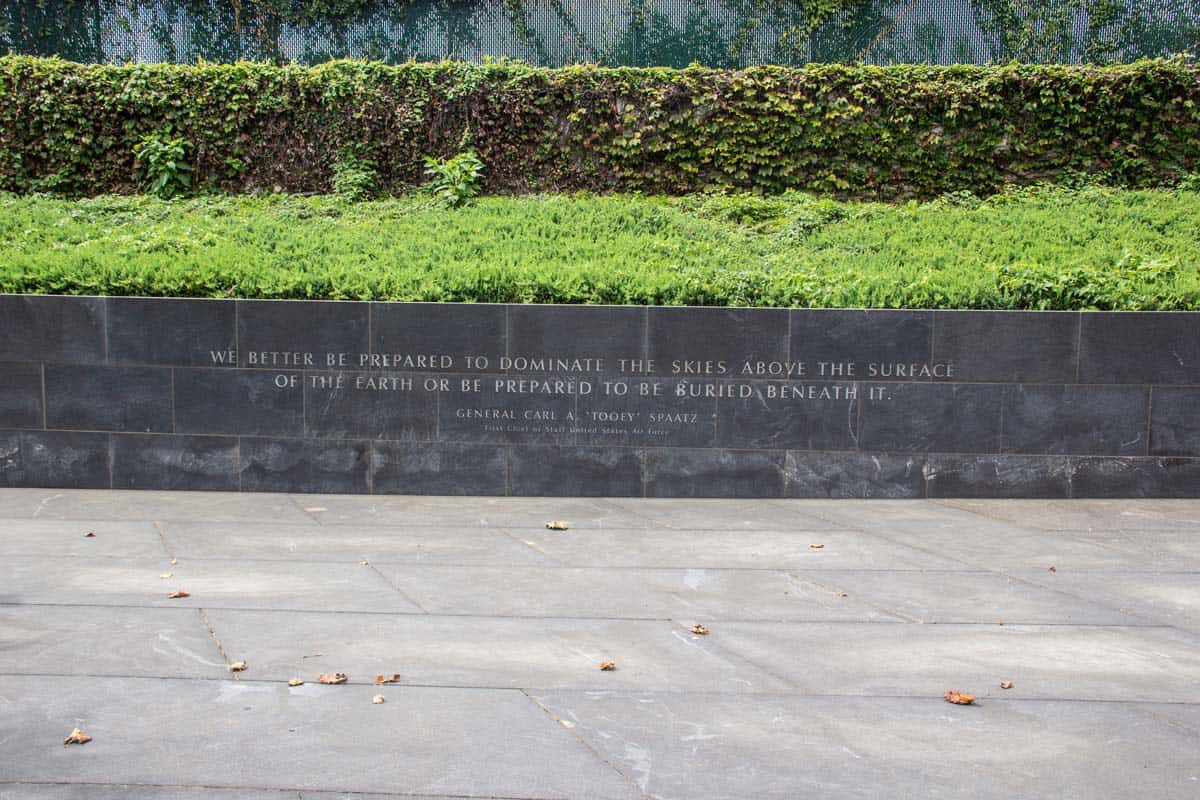 WE BETTER BE PREPARED TO DOMINATE THE SKIES ABOVE THE SURFACE
OF THE EARTH OR BE PREPARED TO BE BURIED BENEATH IT.
GENERAL CARL A. 'TOOEY' SPAATZ
First Chief of Staff United States Air Force